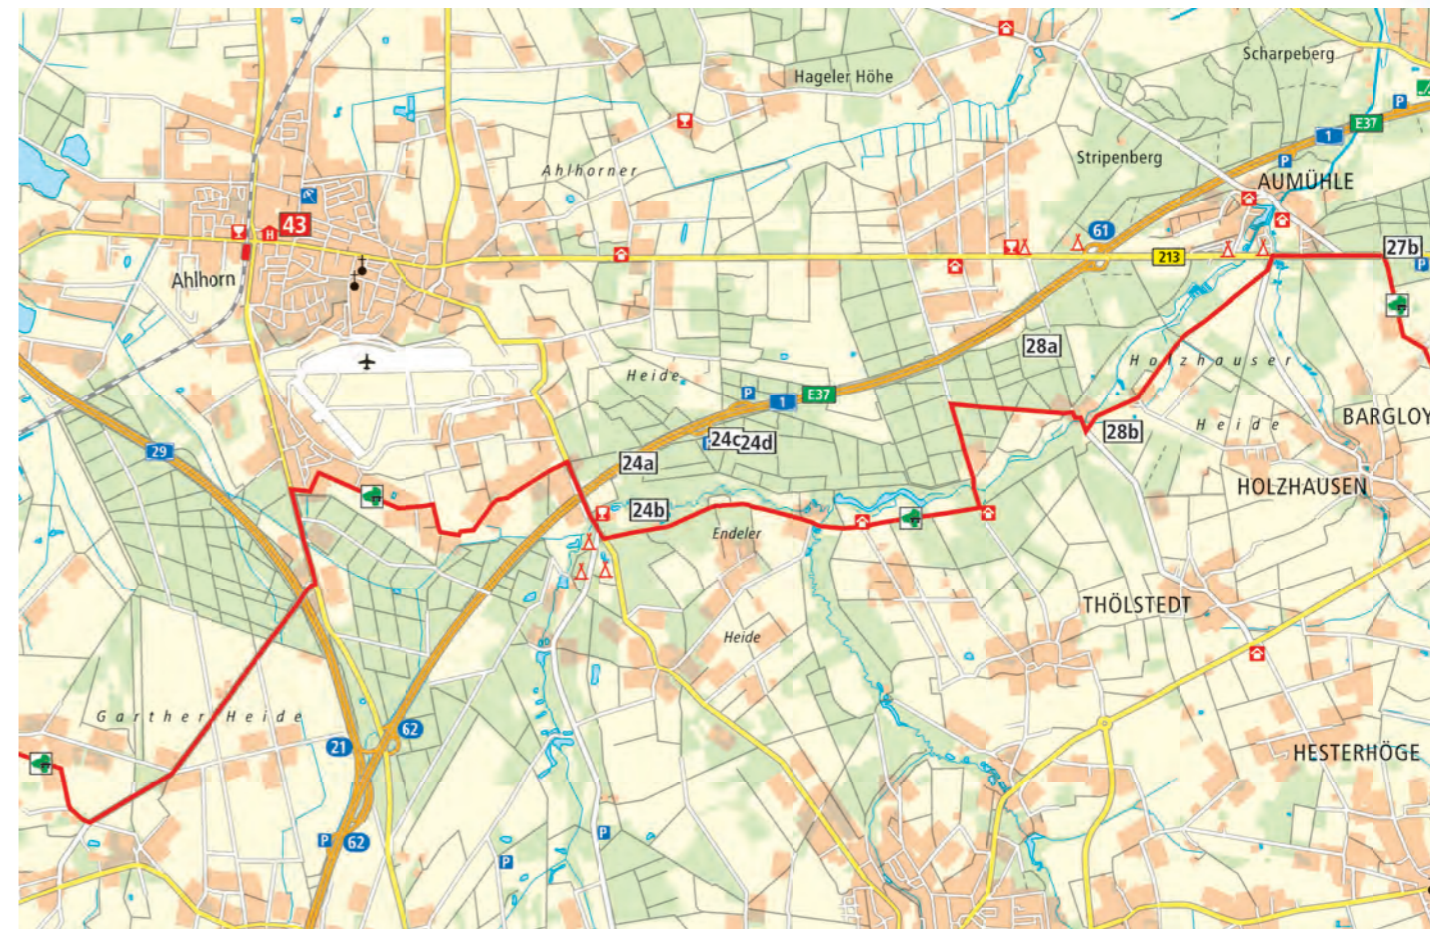 Scharpeberg
Hageler Höhe
P
E37
1
Stripenberg
P
Ahlhorner
AUMÜHLE
43
H
61
213
27b
P
Ahlhorn
28a
Holzhauser
Heide
P
1
E37
BARGLOY
Heide
28b
24c
24d
29
24a
HOLZHAUSEN
24b
Endeler
THÖLSTEDT
Heide
Garther Heide
62
21
HESTERHÖGE
P
62
P
P